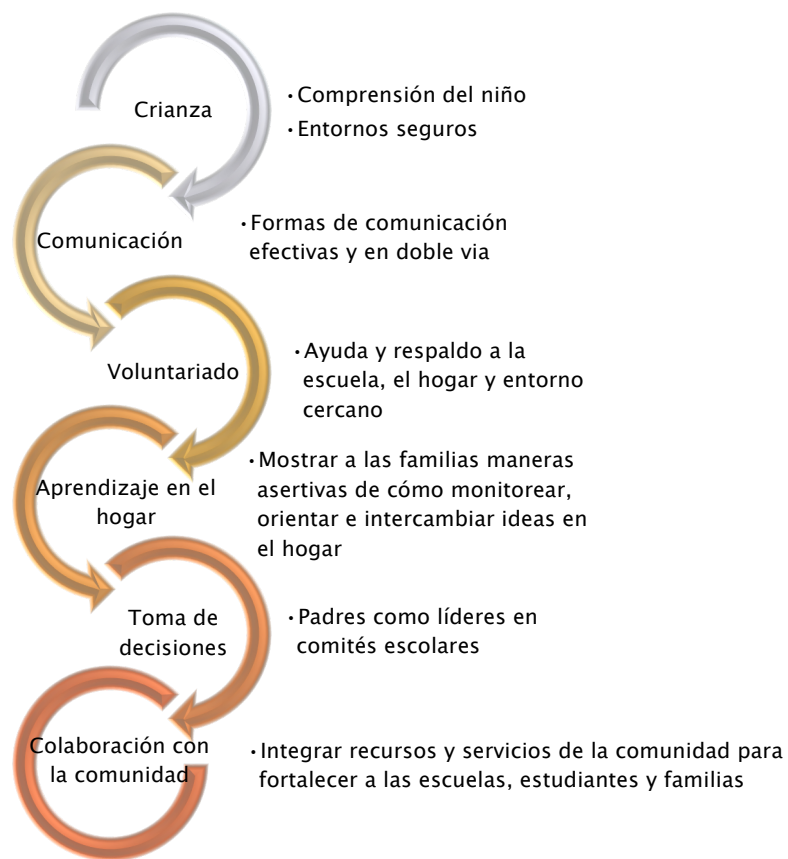 Crianza
·Comprensión del niño
·Entornos seguros
Comunicación
·Formas de comunicación
efectivas y en doble via
Voluntariado
·Ayuda y respaldo a la
escuela, el hogar y entorno
cercano
Aprendizaje en el
hogar
·Mostrar a las familias maneras
asertivas de cómo monitorear,
orientar e intercambiar ideas en
el hogar
Toma de
decisiones
·Padres como líderes en
comités escolares
Colaboración con
la comunidad
·Integrar recursos y servicios de la comunidad para
fortalecer a las escuelas, estudiantes y familias